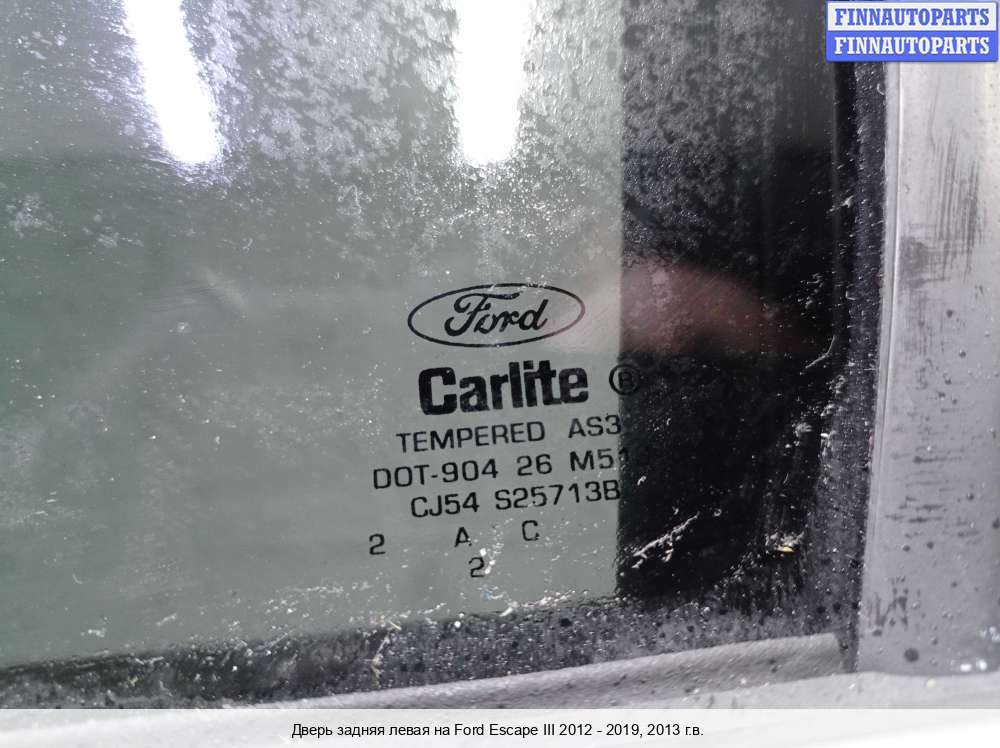 FINNAUTOPARTS
FINNAUTOPARTS
Ford
Carlite ®
TEMPERED AS3
DOT-904 26 M51
CJ54 S25713B
2 A C
2
Дверь задняя левая на Ford Escape III 2012 - 2019, 2013 г.в.